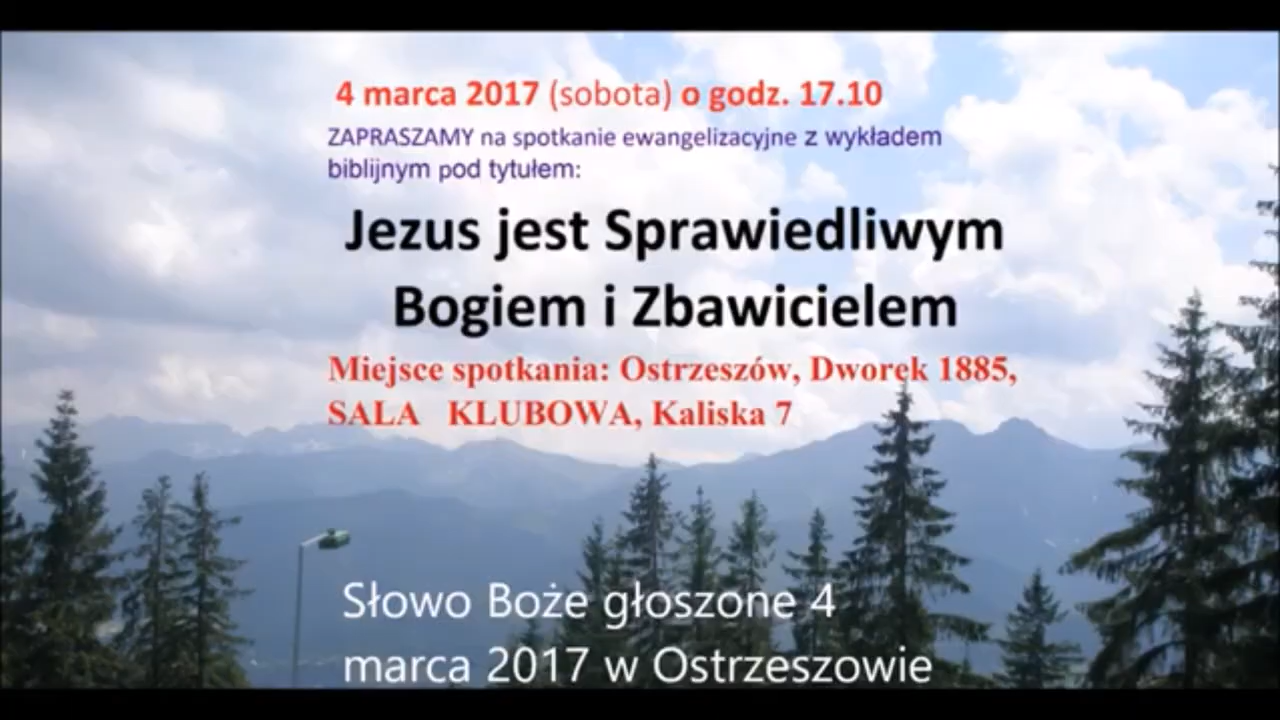 4 marca 2017 (sobota) o godz. 17.10
ZAPRASZAMY na spotkanie ewangelizacyjne z wykładem
biblijnym pod tytułem:
Jezus jest Sprawiedliwym
Bogiem i Zbawicielem
Miejsce spotkania: Ostrzeszów, Dworek 1885,
SALA KLUBOWA, Kaliska 7
Słowo Boże głoszone 4
marca 2017 w Ostrzeszowie